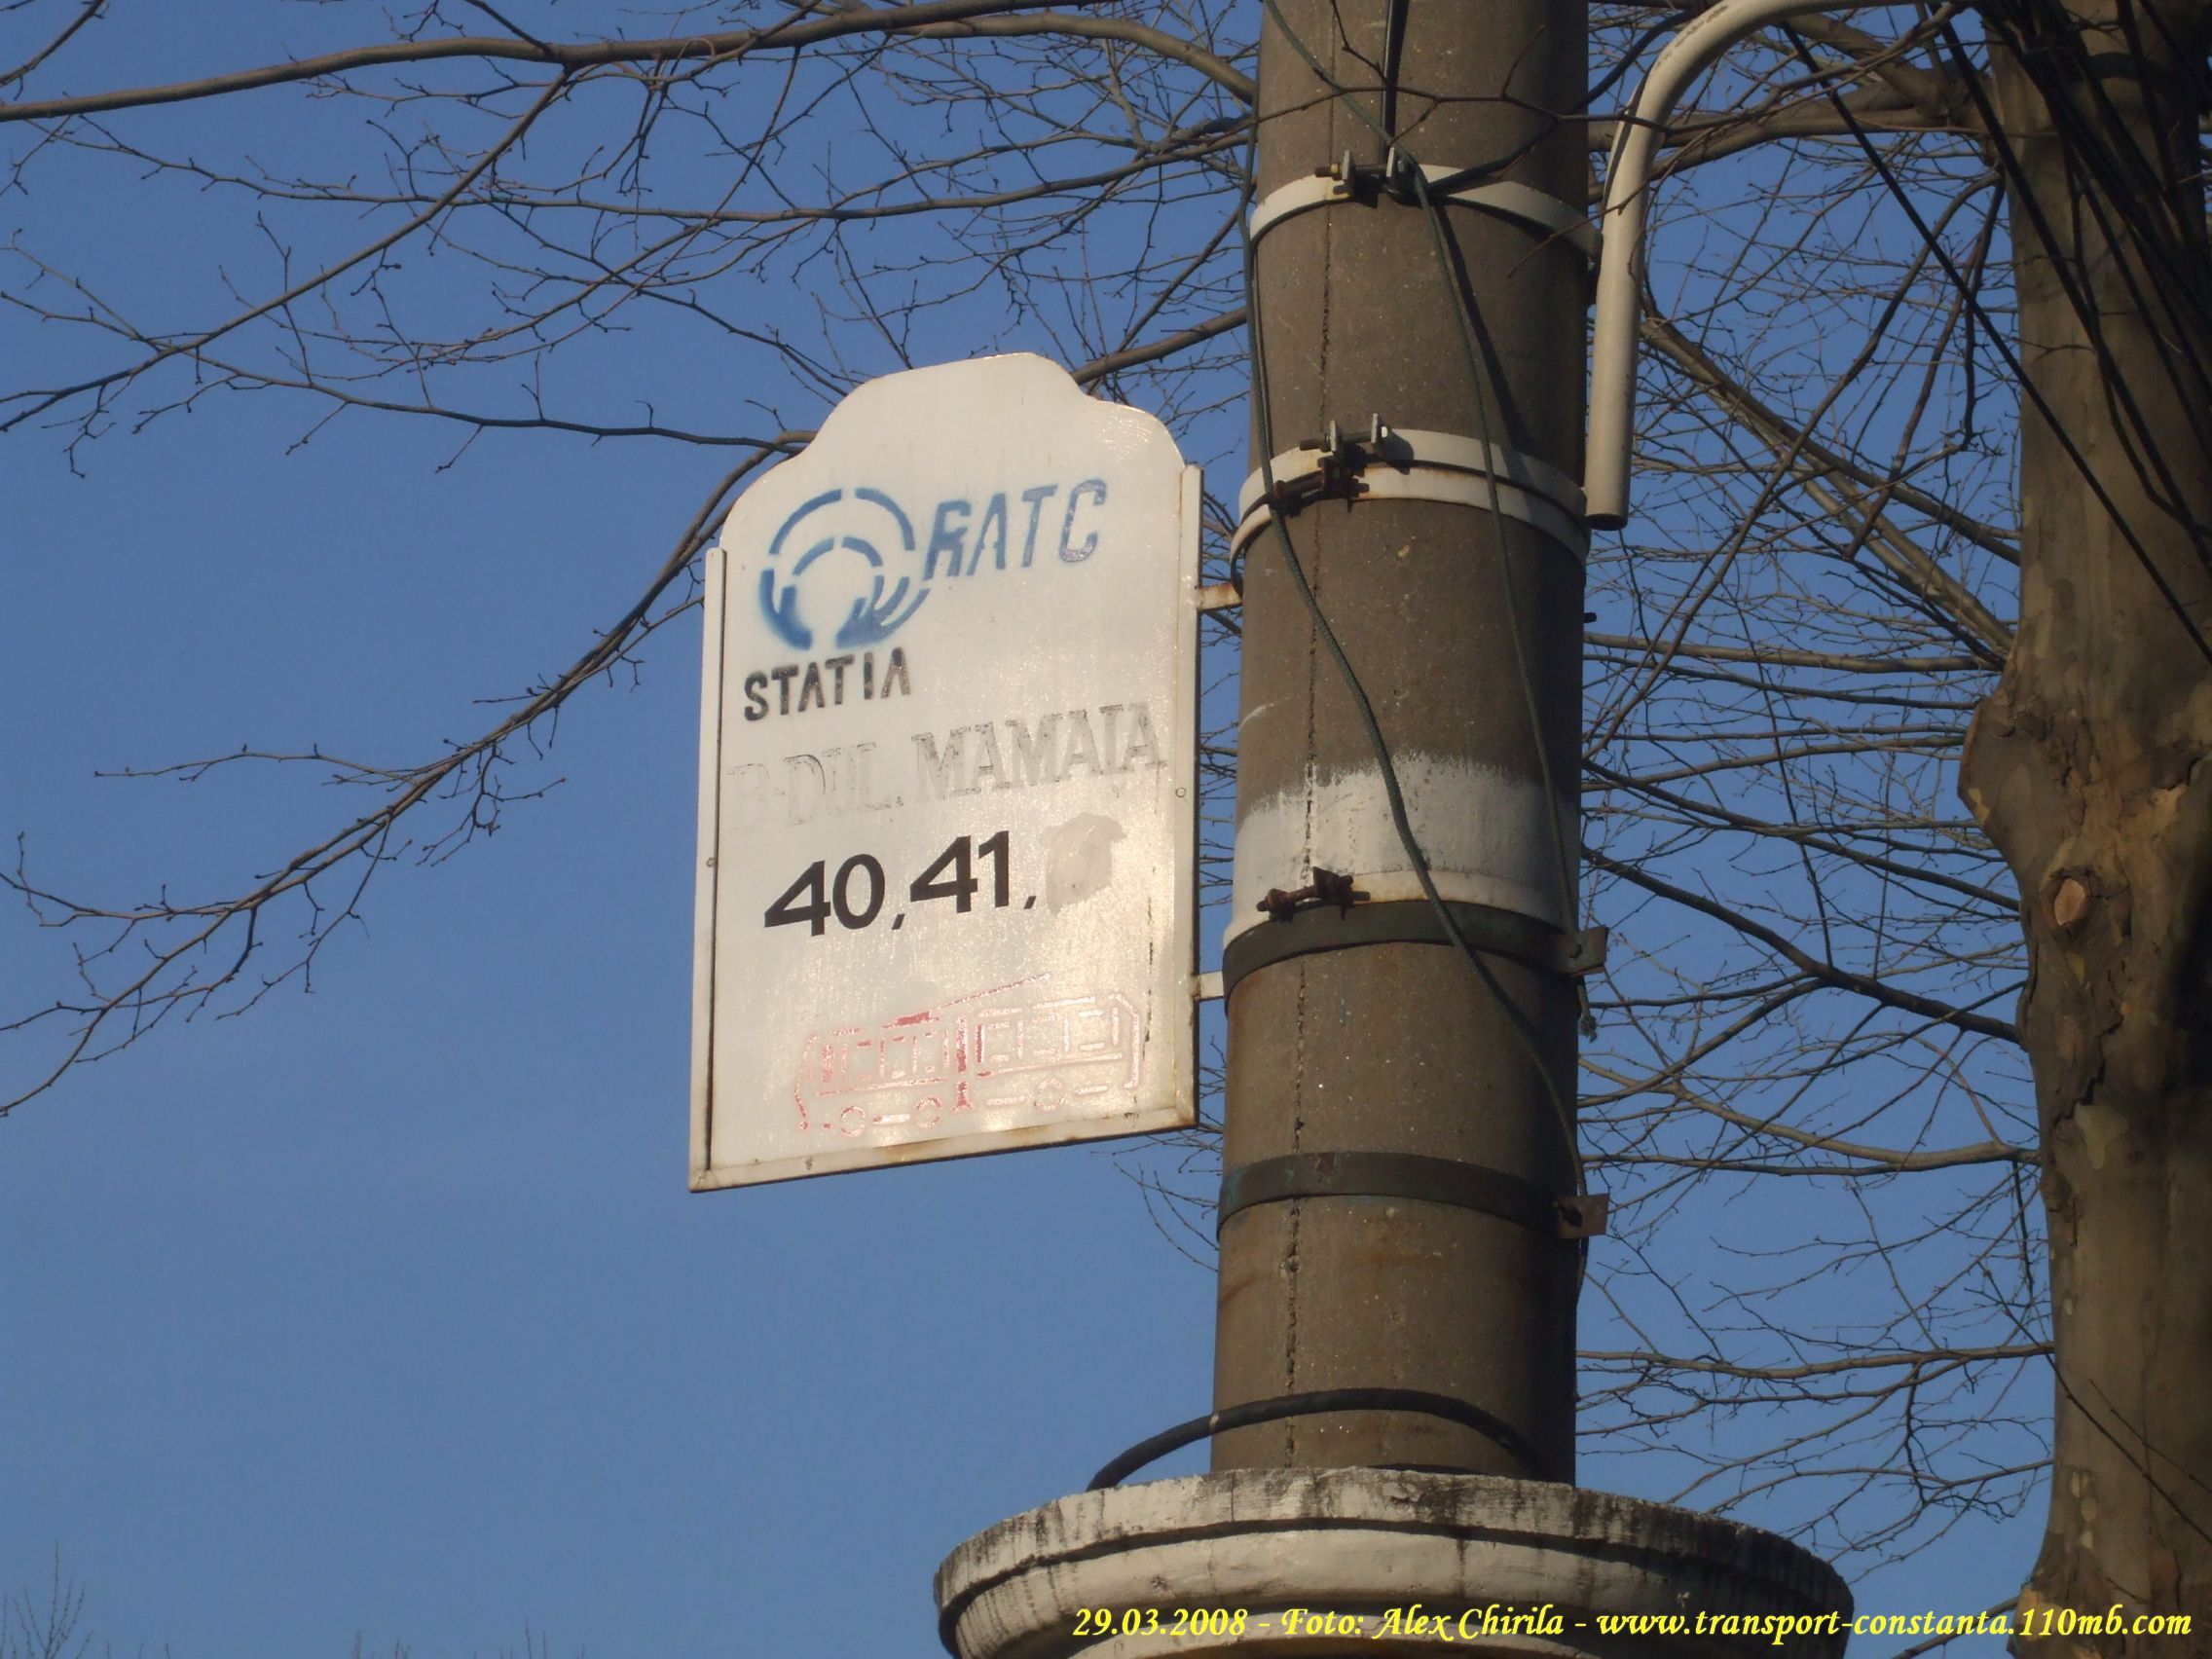 RATC
STATIA
B-DUL. MAMAIA
40, 41,
29.03.2008 - Foto: Alex Chirila - www.transport-constanta.110mb.com